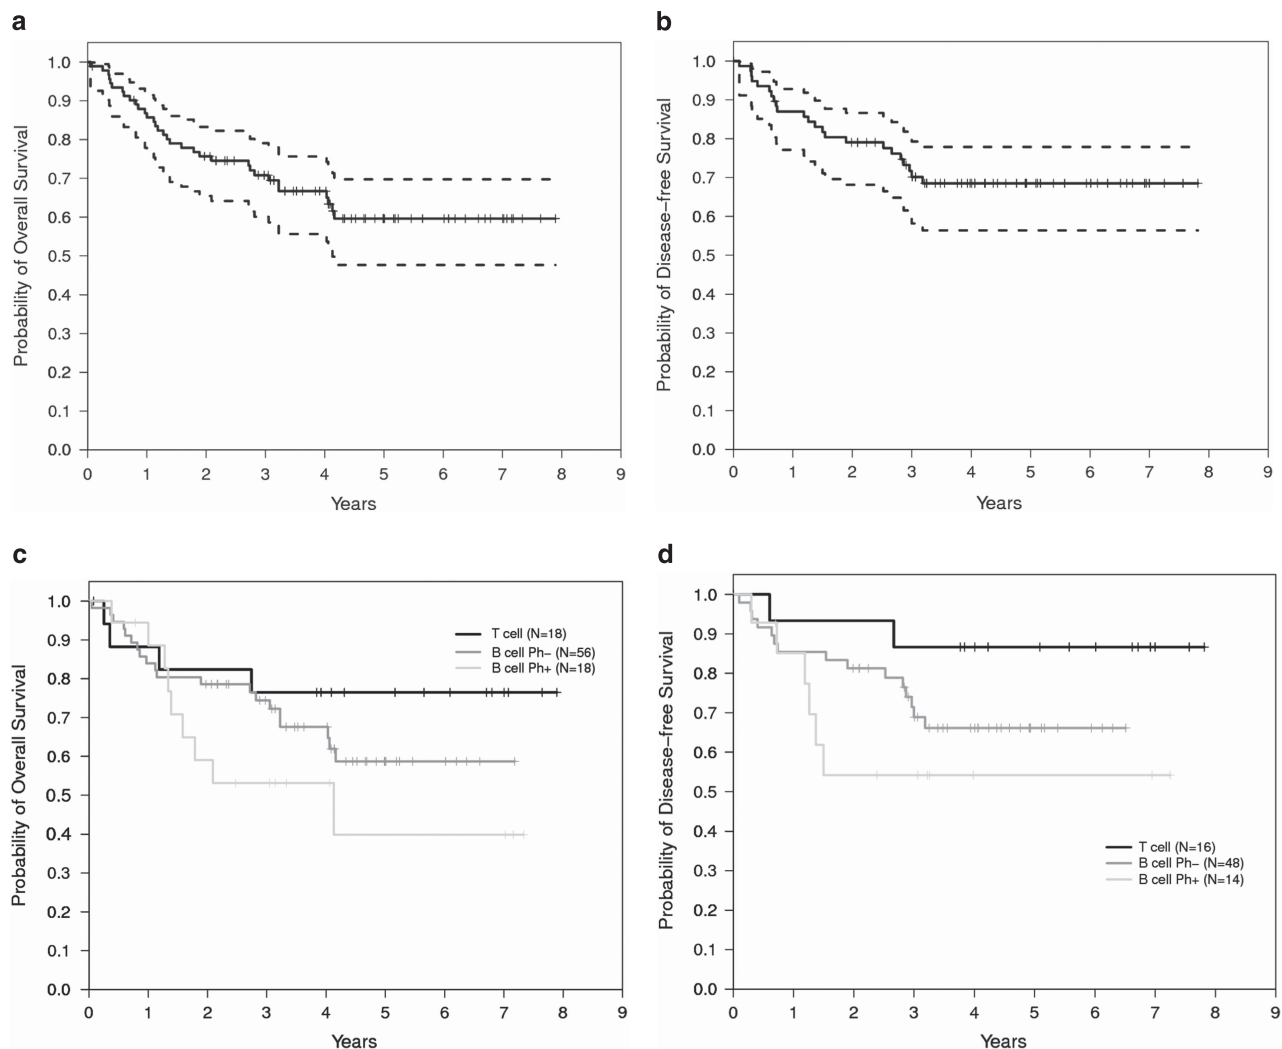 a
Probability of Overall Survival
1.0
0.9
0.8
0.7
0.6
0.5
0.4
0.3
0.2
0.1
0.0
0 1 2 3 4 5 6 7 8 9
Years
b
Probability of Disease–free Survival
1.0
0.9
0.8
0.7
0.6
0.5
0.4
0.3
0.2
0.1
0.0
0 1 2 3 4 5 6 7 8 9
Years
c
Probability of Overall Survival
1.0
0.9
0.8
0.7
0.6
0.5
0.4
0.3
0.2
0.1
0.0
T cell (N=18)
B cell Ph− (N=56)
B cell Ph+ (N=18)
0 1 2 3 4 5 6 7 8 9
Years
d
Probability of Disease–free Survival
1.0
0.9
0.8
0.7
0.6
0.5
0.4
0.3
0.2
0.1
0.0
T cell (N=16)
B cell Ph− (N=48)
B cell Ph+ (N=14)
0 1 2 3 4 5 6 7 8 9
Years